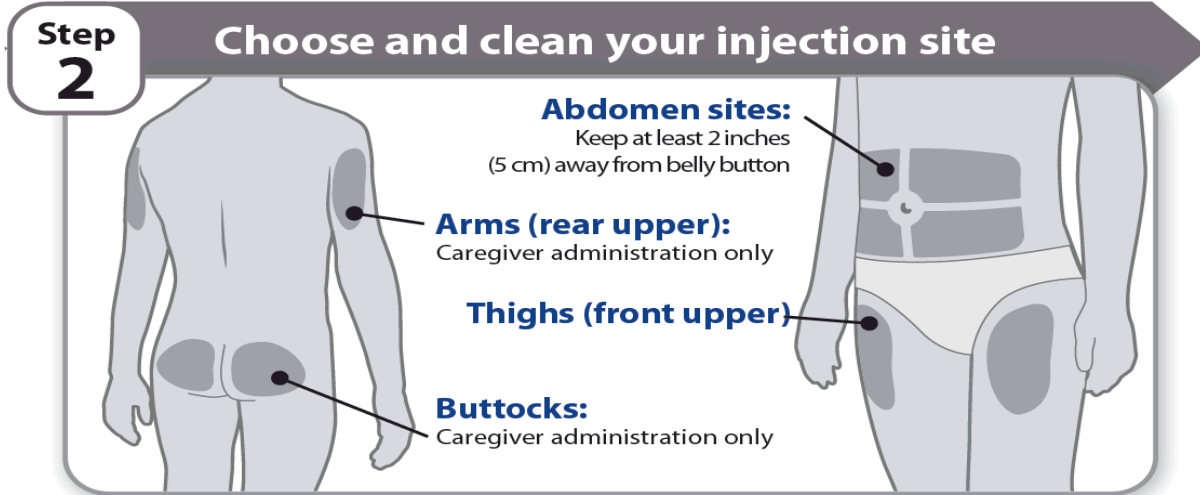 Step
2
Choose and clean your injection site
Abdomen sites:
Keep at least 2 inches
(5 cm) away from belly button
Arms (rear upper):
Caregiver administration only
Thighs (front upper)
Buttocks:
Caregiver administration only